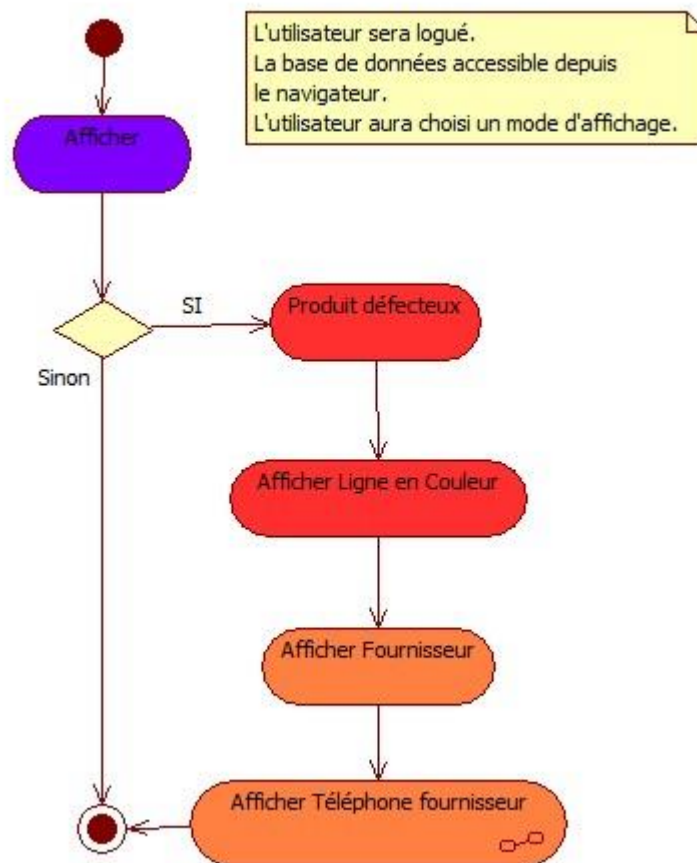 L'utilisateur sera logué.
La base de données accessible depuis
le navigateur.
L'utilisateur aura choisi un mode d'affichage.
Afficher
SI
Produit défecteux
Sinon
Afficher Ligne en Couleur
Afficher Fournisseur
Afficher Téléphone fournisseur